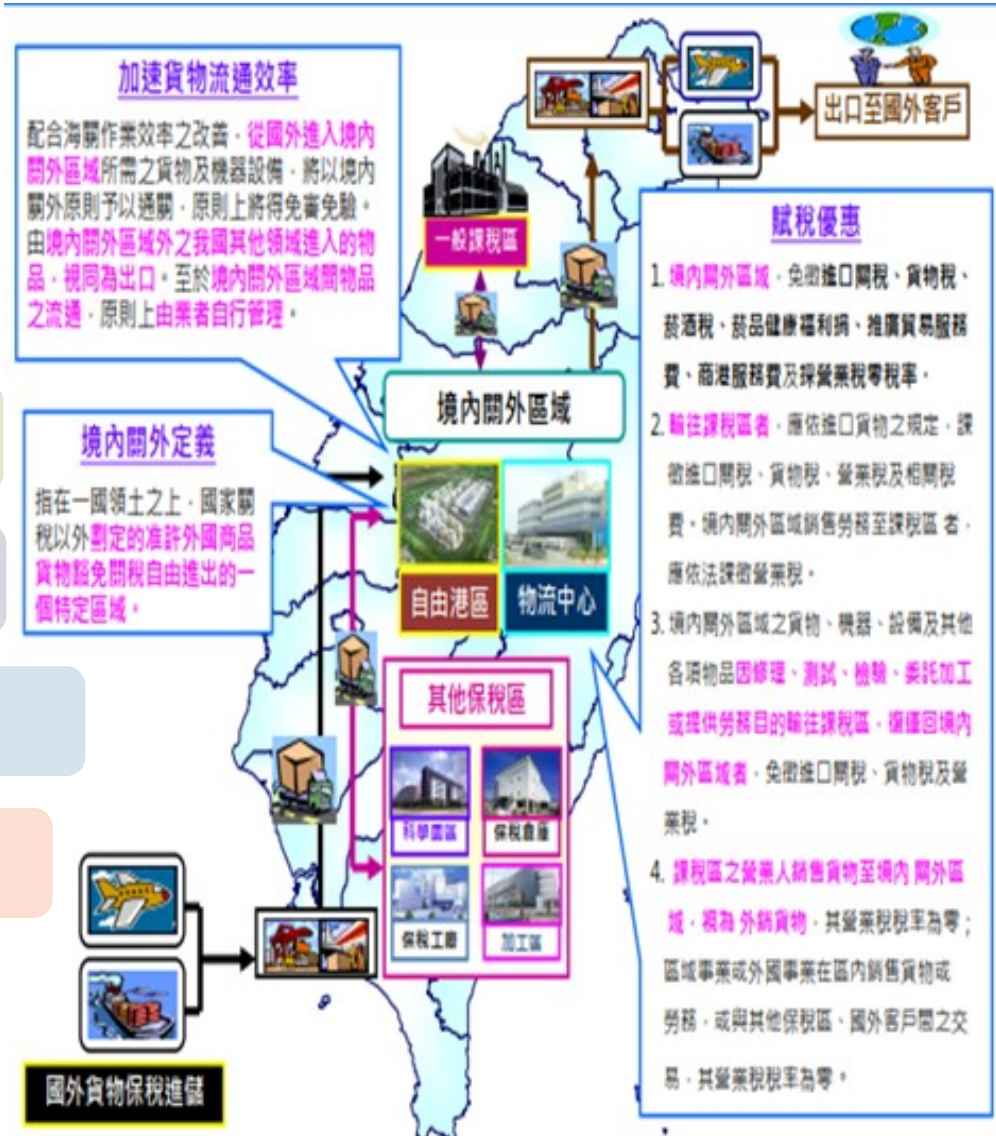 加速貨物流通效率
配合海關作業效率之改善，從國外進入境內
關外區域所需之貨物及機器設備，將以境內
關外原則予以通關，原則上將得免審免驗。
由境內關外區域外之我國其他領域進入的物
品，視同為出口。至於境內關外區域間物品
之流通，原則上由業者自行管理。
出口至國外客戶
一般課稅區
境內關外區域
境內關外定義
指在一國領土之上，國家關
稅以外劃定的准許外國商品
貨物豁免關稅自由進出的一
個特定區域。
自由港區
物流中心
其他保稅區
科學園區
保稅倉庫
保稅工廠
加工區
國外貨物保稅進儲
賦稅優惠
1. 境內關外區域，免徵進口關稅、貨物稅、
菸酒稅、菸品健康福利捐、推廣貿易服務
費、商港服務費及採營業稅零稅率。
2. 輸往課稅區者，應依進口貨物之規定，課
徵進口關稅、貨物稅、營業稅及相關稅
費。境內關外區域銷售勞務至課稅區 者，
應依法課徵營業稅。
3. 境內關外區域之貨物、機器、設備及其他
各項物品因修理、測試、檢驗、委託加工
或提供勞務目的輸往課稅區，復運回境內
關外區域者，免徵進口關稅、貨物稅及營
業稅。
4. 課稅區之營業人銷售貨物至境內 關外區
域，視為 外銷貨物，其營業稅稅率為零；
區域事業或外國事業在區內銷售貨物或
勞務，或與其他保稅區、國外客戶間之交
易，其營業稅稅率為零。